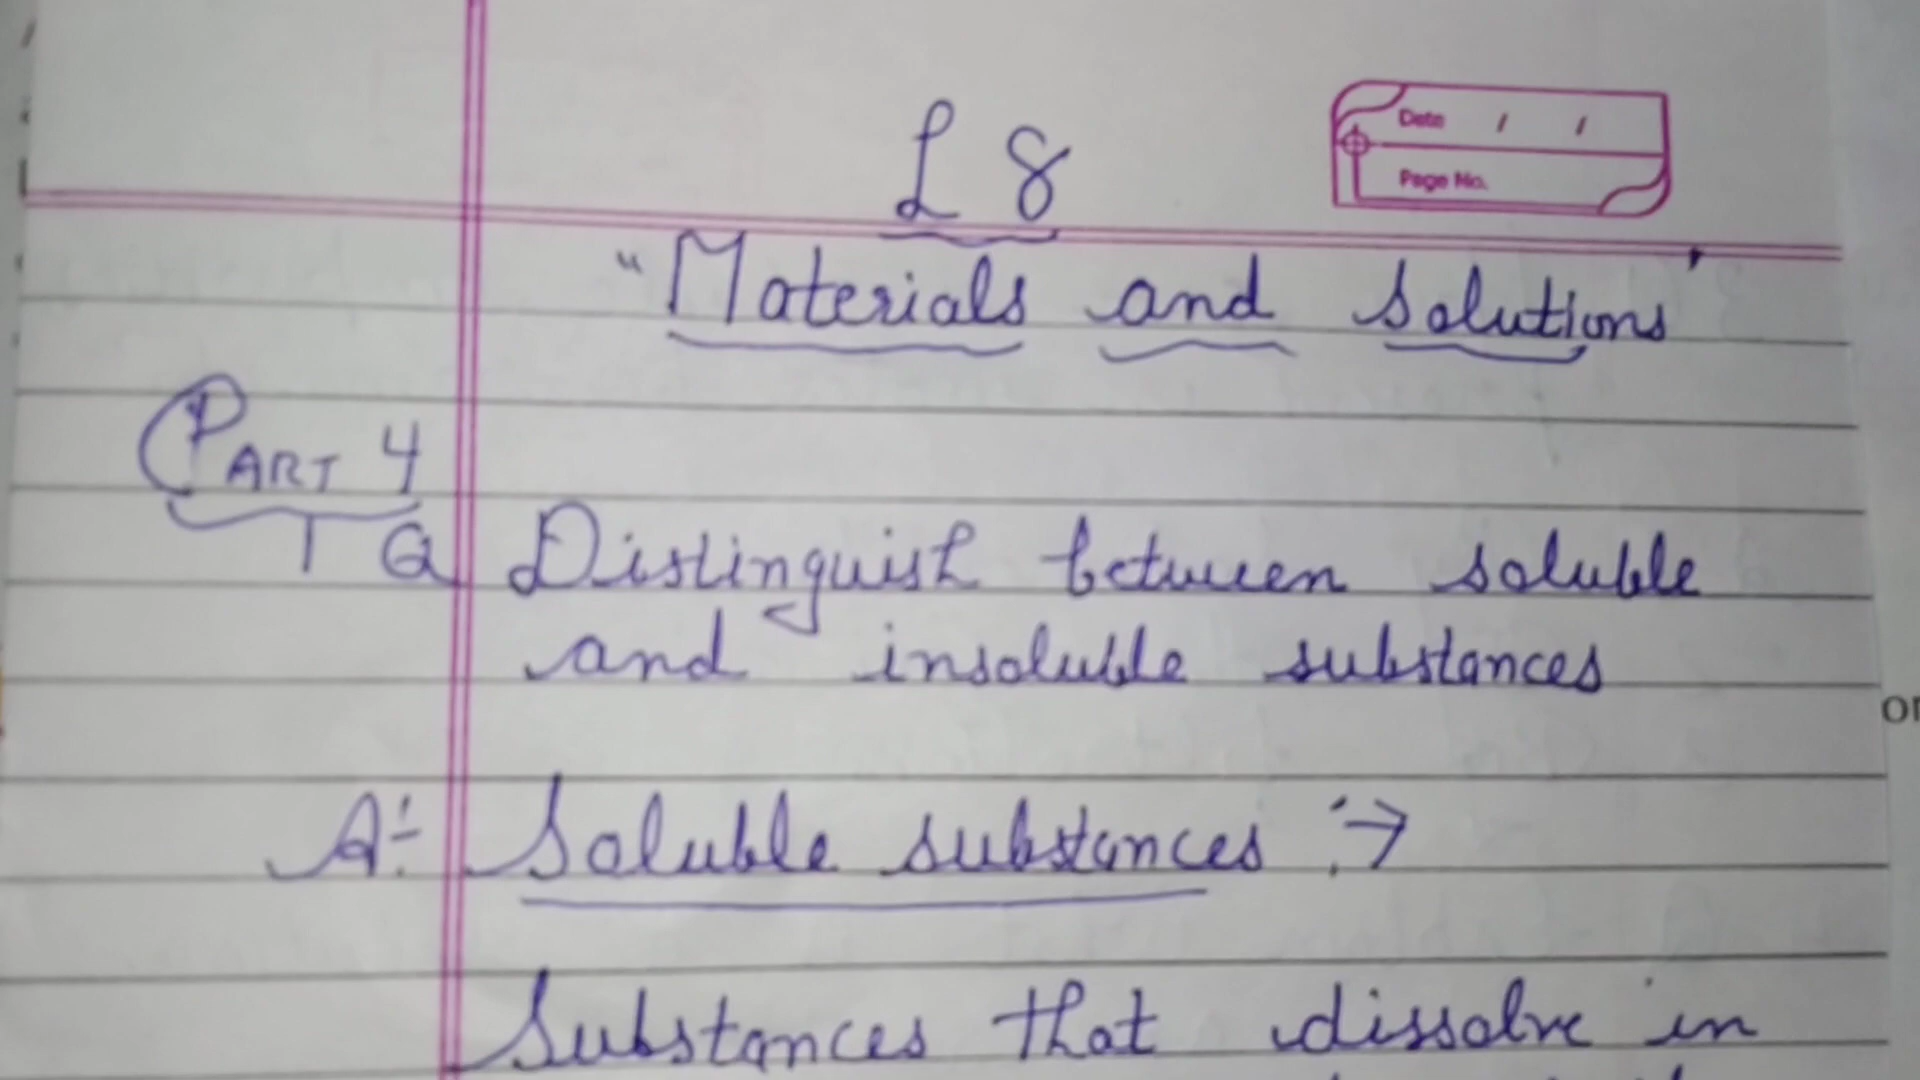 L 8
Date / /
Page No.
"Materials and Solutions"
PART 4
1 Q Distinguish between soluble
and insoluble substances
or
A:- Soluble substances :→
Substances that dissolve in